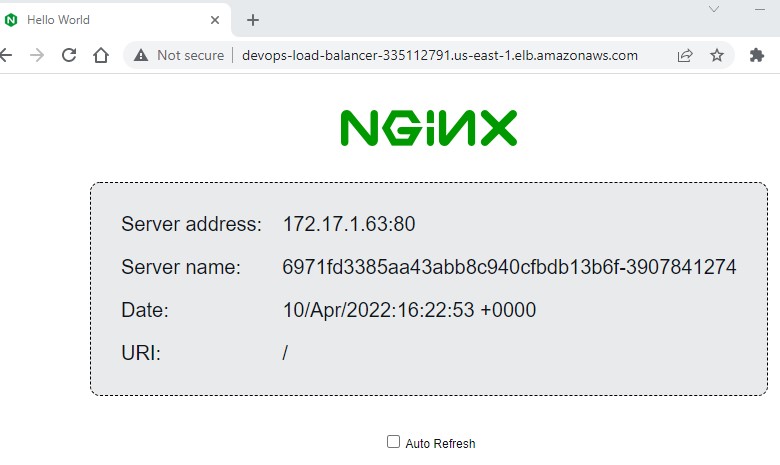 Hello World
Not secure | devops-load-balancer-335112791.us-east-1.elb.amazonaws.com
NGINX
Server address: 172.17.1.63:80
Server name: 6971fd3385aa43abb8c940cfbdb13b6f-3907841274
Date: 10/Apr/2022:16:22:53 +0000
URI: /
Auto Refresh